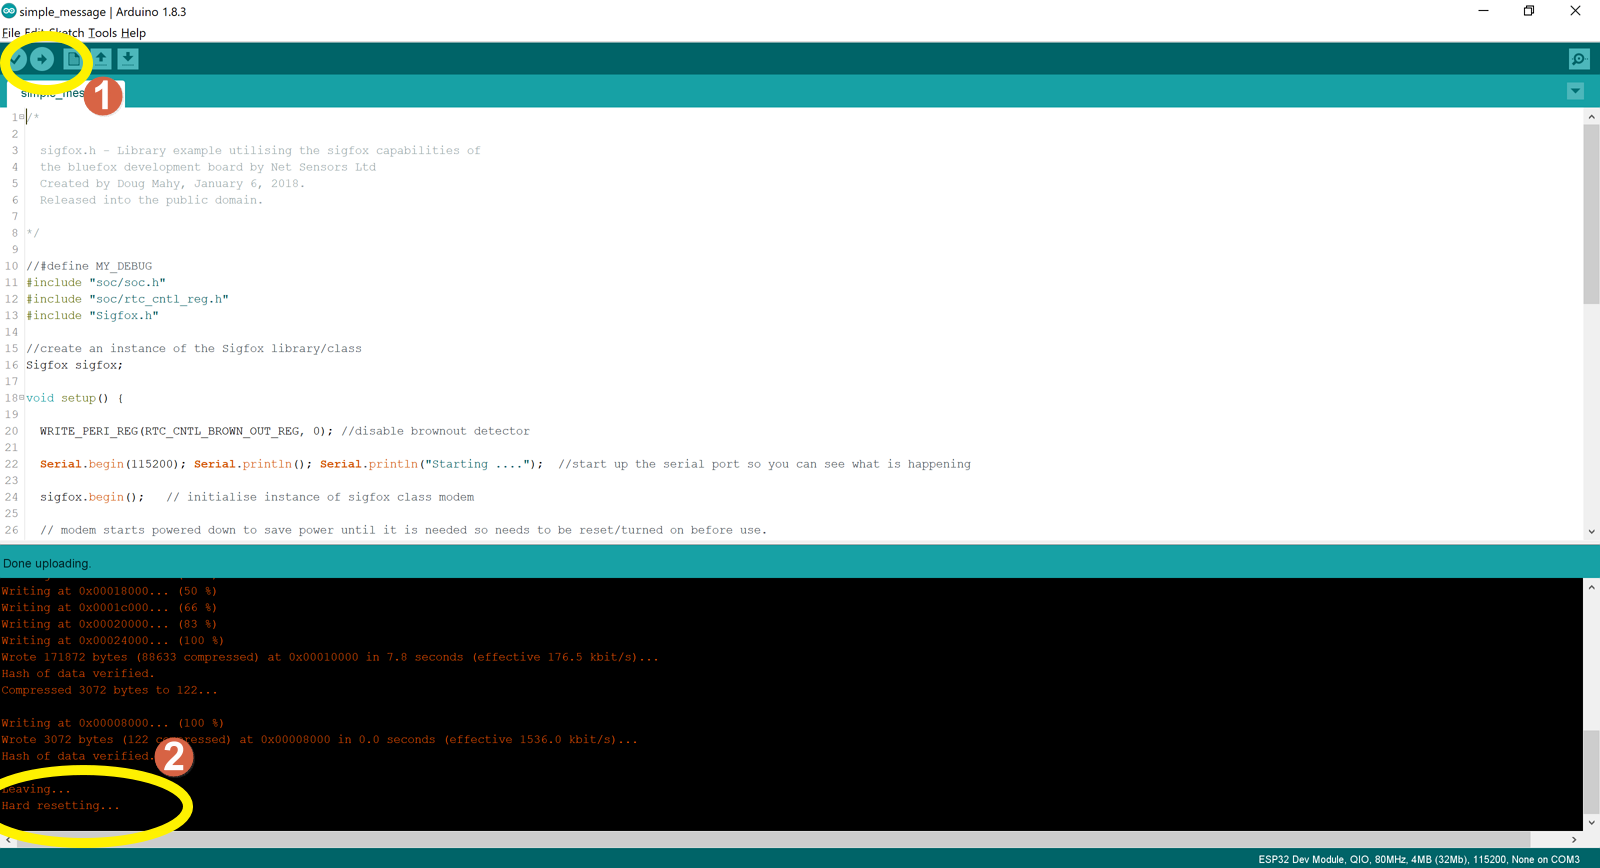 simple_message | Arduino 1.8.3
File Edit Sketch Tools Help
1
simple_mes
1 /*
2
3 sigfox.h - Library example utilising the sigfox capabilities of
4 the bluefox development board by Net Sensors Ltd
5 Created by Doug Mahy, January 6, 2018.
6 Released into the public domain.
7
8 */
9
10 //#define MY_DEBUG
11 #include "soc/soc.h"
12 #include "soc/rtc_cntl_reg.h"
13 #include "Sigfox.h"
14
15 //create an instance of the Sigfox library/class
16 Sigfox sigfox;
17
18 void setup() {
19
20 WRITE_PERI_REG(RTC_CNTL_BROWN_OUT_REG, 0); //disable brownout detector
21
22 Serial.begin(115200); Serial.println(); Serial.println("Starting ...."); //start up the serial port so you can see what is happening
23
24 sigfox.begin(); // initialise instance of sigfox class modem
25
26 // modem starts powered down to save power until it is needed so needs to be reset/turned on before use.
Done uploading.
Writing at 0x00018000... (50 %)
Writing at 0x0001c000... (66 %)
Writing at 0x00020000... (83 %)
Writing at 0x00024000... (100 %)
Wrote 171872 bytes (88633 compressed) at 0x00010000 in 7.8 seconds (effective 176.5 kbit/s)...
Hash of data verified.
Compressed 3072 bytes to 122...
Writing at 0x00008000... (100 %)
Wrote 3072 bytes (122 compressed) at 0x00008000 in 0.0 seconds (effective 1536.0 kbit/s)...
Hash of data verified.
2
Leaving...
Hard resetting...
ESP32 Dev Module, QIO, 80MHz, 4MB (32Mb), 115200, None on COM3